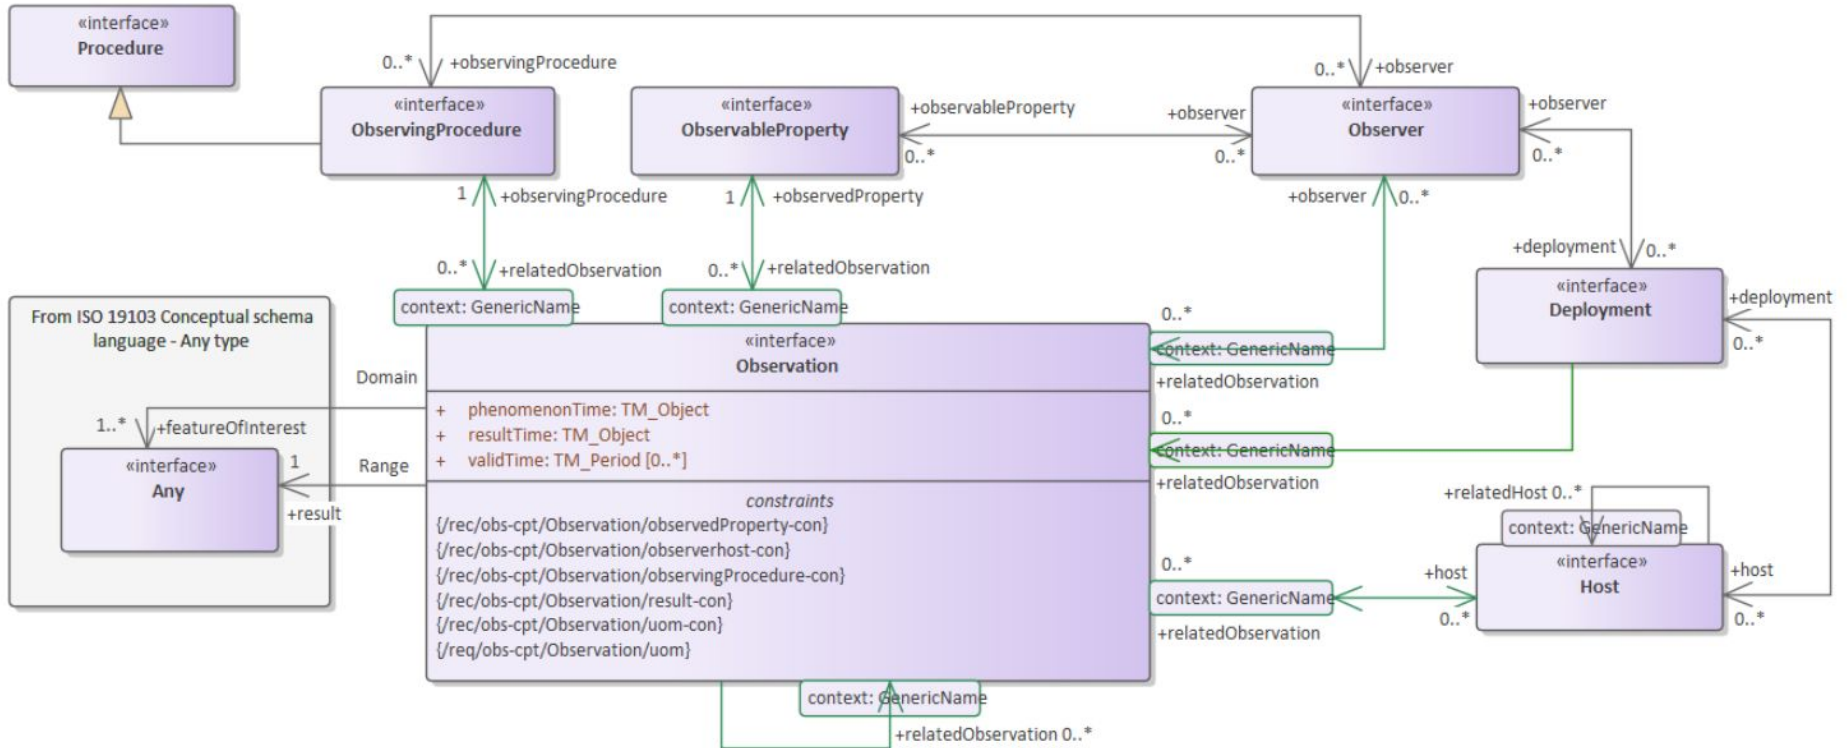 «interface»
Procedure
0..*
+observingProcedure
0..*
+observer
«interface»
ObservingProcedure
«interface»
ObservableProperty
+observableProperty
0..*
+observer
0..*
«interface»
Observer
+observer
0..*
1
+observingProcedure
1
+observedProperty
+observer
0..*
0..*
+relatedObservation
0..*
+relatedObservation
+deployment
0..*
context: GenericName
context: GenericName
«interface»
Deployment
+deployment
0..*
From ISO 19103 Conceptual schema
language - Any type
Domain
1..*
+featureOfInterest
«interface»
Any
1
Range
+result
«interface»
Observation
+ phenomenonTime: TM_Object
+ resultTime: TM_Object
+ validTime: TM_Period [0..*]
constraints
{/rec/obs-cpt/Observation/observedProperty-con}
{/rec/obs-cpt/Observation/observerhost-con}
{/rec/obs-cpt/Observation/observingProcedure-con}
{/rec/obs-cpt/Observation/result-con}
{/rec/obs-cpt/Observation/uom-con}
{/req/obs-cpt/Observation/uom}
0..*
context: GenericName
+relatedObservation
0..*
context: GenericName
+relatedObservation
0..*
context: GenericName
+relatedObservation
+relatedHost 0..*
context: GenericName
+host
0..*
«interface»
Host
+host
0..*
context: GenericName
+relatedObservation 0..*